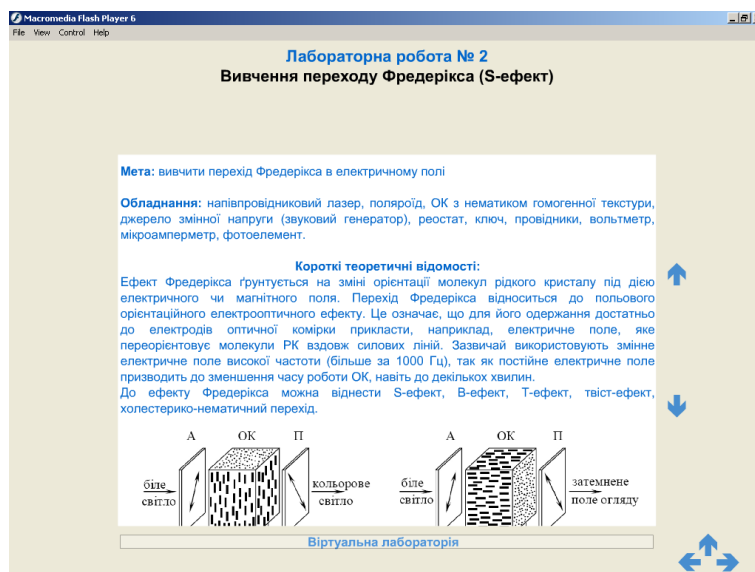 Macromedia Flash Player 6
File View Control Help
Лабораторна робота № 2
Вивчення переходу Фредерікса (S-ефект)
Мета: вивчити перехід Фредерікса в електричному полі
Обладнання: напівпровідниковий лазер, поляроїд, ОК з нематиком гомогенної текстури,
джерело змінної напруги (звуковий генератор), реостат, ключ, провідники, вольтметр,
мікроамперметр, фотоелемент.
Короткі теоретичні відомості:
Ефект Фредерікса ґрунтується на зміні орієнтації молекул рідкого кристалу під дією
електричного чи магнітного поля. Перехід Фредерікса відноситься до польового
орієнтаційного електрооптичного ефекту. Це означає, що для його одержання достатньо
до електродів оптичної комірки прикласти, наприклад, електричне поле, яке
переорієнтовує молекули РК вздовж силових ліній. Зазвичай використовують змінне
електричне поле високої частоти (більше за 1000 Гц), так як постійне електричне поле
призводить до зменшення часу роботи ОК, навіть до декількох хвилин.
До ефекту Фредерікса можна віднести S-ефект, В-ефект, Т-ефект, твіст-ефект,
холестерико-нематичний перехід.
А ОК П А ОК П
біле світло
кольорове світло
біле світло
затемнене поле огляду
Віртуальна лабораторія